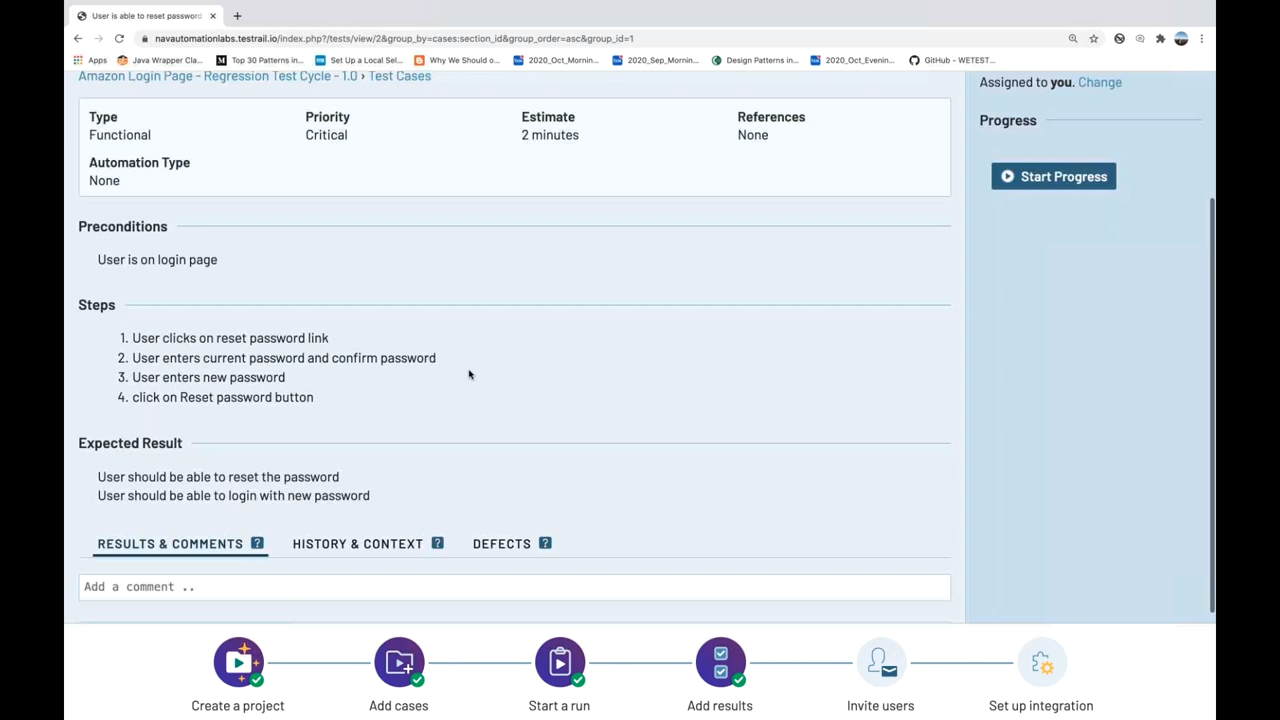 User is able to reset password
navautomationlabs.testrail.io/index.php?/tests/view/2&group_by=cases:section_id&group_order=asc&group_id=1
Apps Java Wrapper Cla... Top 30 Patterns in... Set Up a Local Sel... Why We Should o... 2020_Oct_Mornin... 2020_Sep_Mornin... Design Patterns in... 2020_Oct_Evenin... GitHub - WETEST...
Amazon Login Page - Regression Test Cycle - 1.0 › Test Cases
Assigned to you. Change
Type Priority Estimate References
Functional Critical 2 minutes None
Automation Type
None
Progress
Start Progress
Preconditions
User is on login page
Steps
1. User clicks on reset password link
2. User enters current password and confirm password
3. User enters new password
4. click on Reset password button
Expected Result
User should be able to reset the password
User should be able to login with new password
RESULTS & COMMENTS ? HISTORY & CONTEXT ? DEFECTS ?
Add a comment ..
Create a project Add cases Start a run Add results Invite users Set up integration